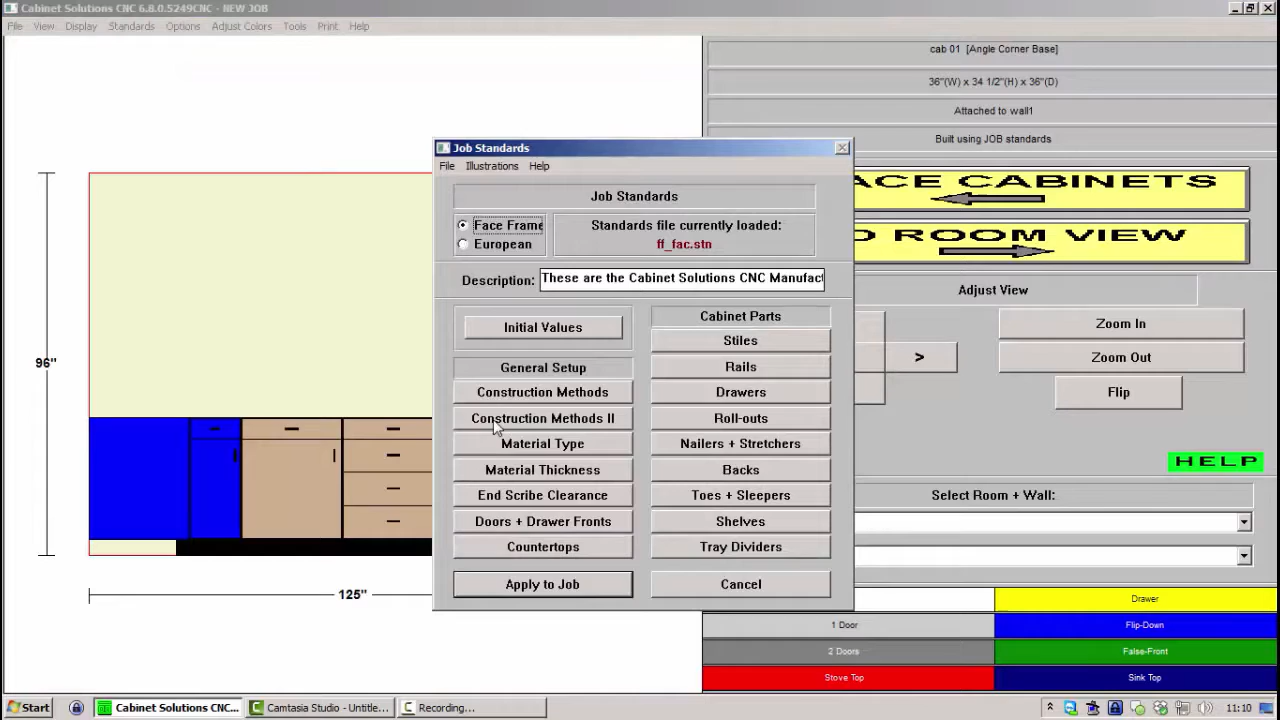 Cabinet Solutions CNC 6.8.0.5249CNC - NEW JOB
File View Display Standards Options Adjust Colors Tools Print Help
cab 01 [Angle Corner Base]
36"(W) x 34 1/2"(H) x 36"(D)
Attached to wall1
Built using JOB standards
ACE CABINETS
O ROOM VIEW
Adjust View
Zoom In
>
Zoom Out
Flip
HELP
Select Room + Wall:
Drawer
1 Door
Flip-Down
2 Doors
False-Front
Stove Top
Sink Top
96"
125"
Job Standards
File Illustrations Help
Job Standards
Face Frame
European
Standards file currently loaded:
ff_fac.stn
Description: These are the Cabinet Solutions CNC Manufact
Initial Values
General Setup
Construction Methods
Construction Methods II
Material Type
Material Thickness
End Scribe Clearance
Doors + Drawer Fronts
Countertops
Apply to Job
Cabinet Parts
Stiles
Rails
Drawers
Roll-outs
Nailers + Stretchers
Backs
Toes + Sleepers
Shelves
Tray Dividers
Cancel
Start
Cabinet Solutions CNC...
Camtasia Studio - Untitle...
Recording...
11:10